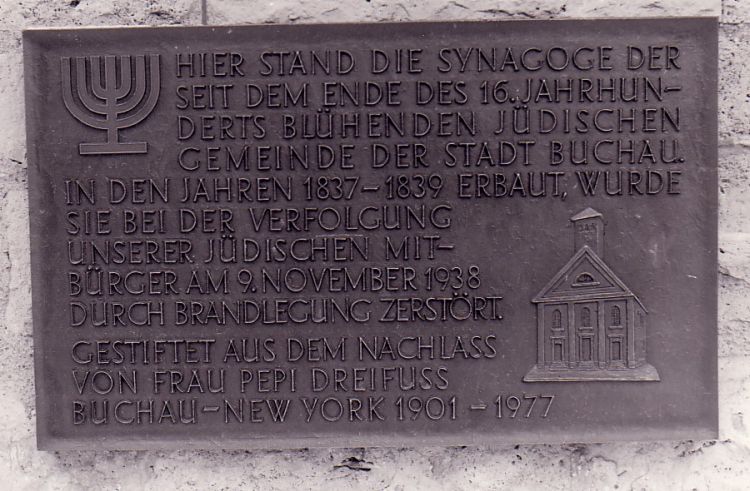 HIER STAND DIE SYNAGOGE DER
SEIT DEM ENDE DES 16. JAHRHUN-
DERTS BLÜHENDEN JÜDISCHEN
GEMEINDE DER STADT BUCHAU.
IN DEN JAHREN 1837-1839 ERBAUT, WURDE
SIE BEI DER VERFOLGUNG
UNSERER JÜDISCHEN MIT-
BÜRGER AM 9. NOVEMBER 1938
DURCH BRANDLEGUNG ZERSTÖRT.
GESTIFTET AUS DEM NACHLASS
VON FRAU PEPI DREIFUSS
BUCHAU-NEW YORK 1901 - 1977